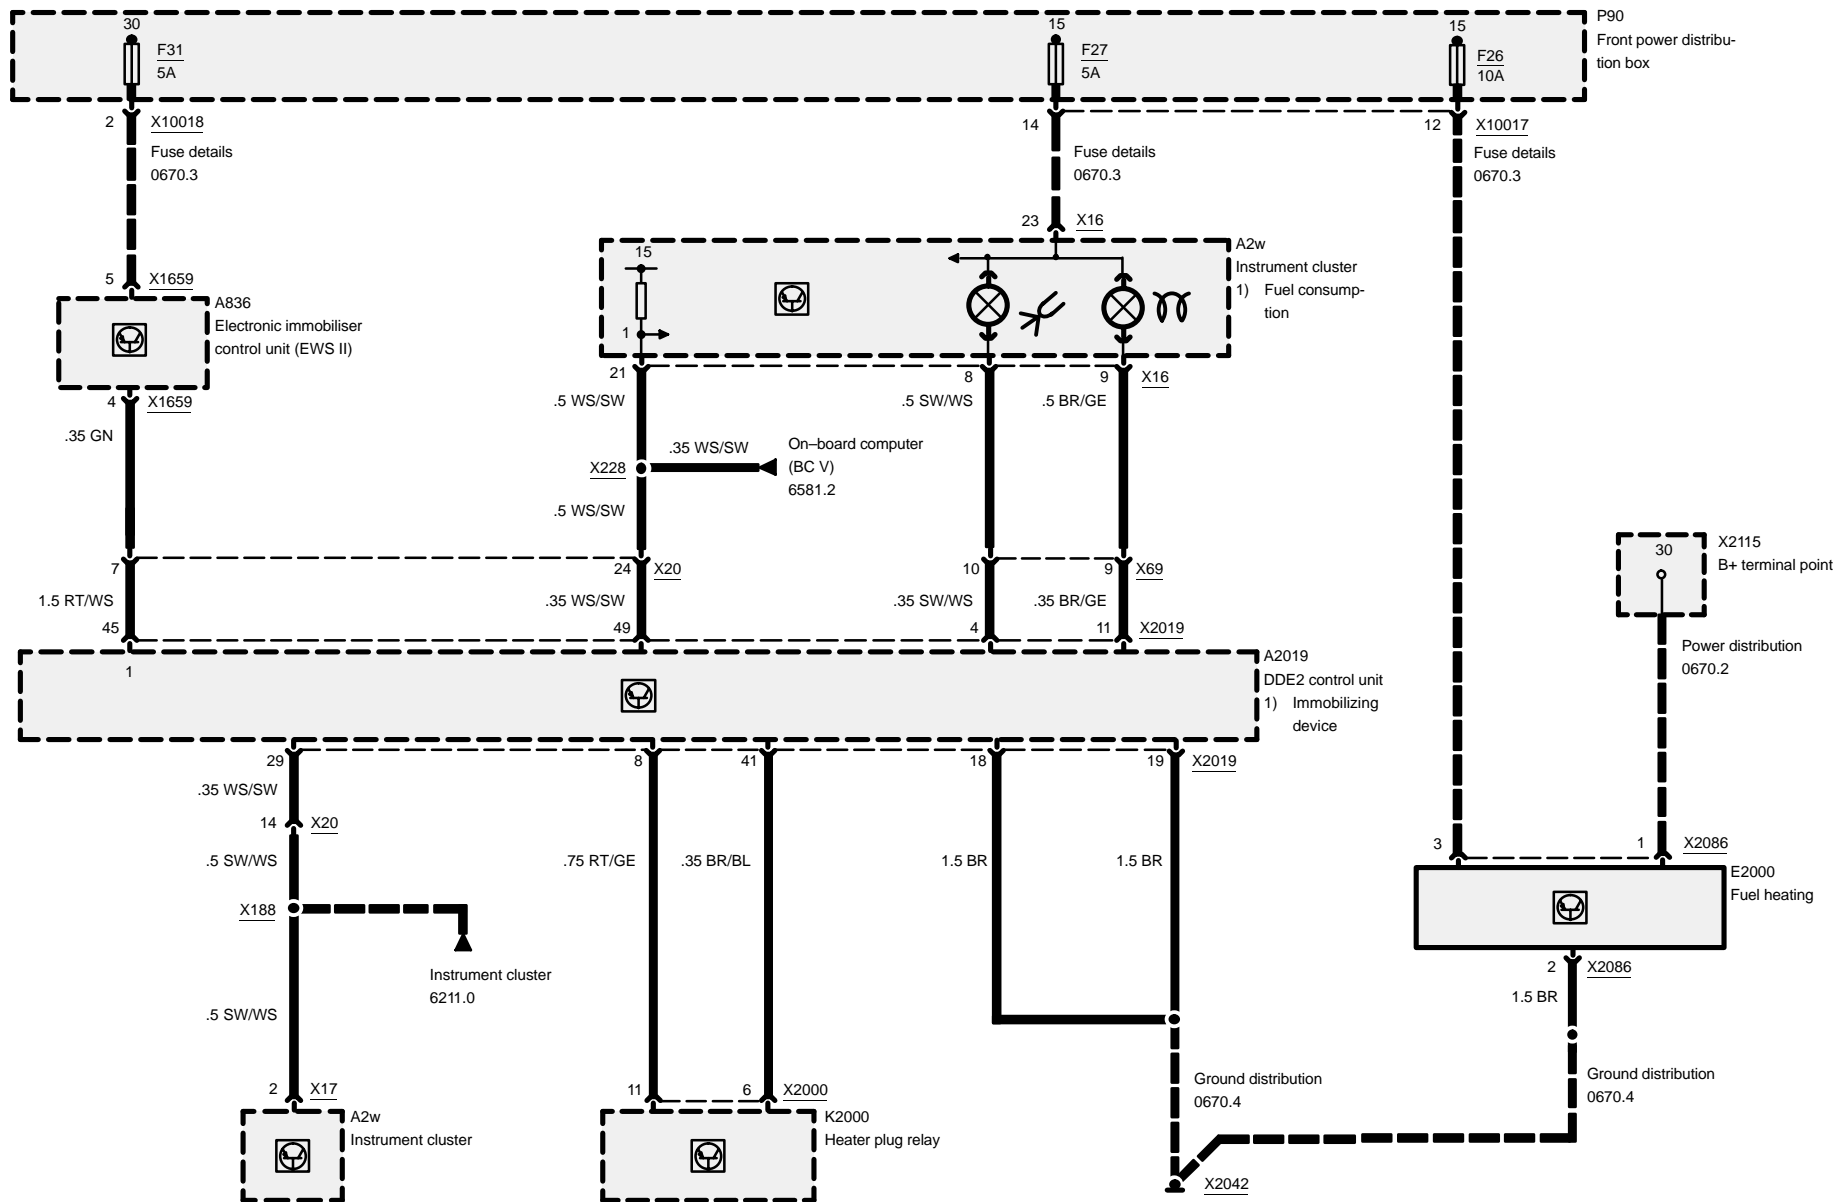 30
F31
5A
15
F27
5A
15
F26
10A
P90
Front power distribu-
tion box
2 X10018
Fuse details
0670.3
14
Fuse details
0670.3
12 X10017
Fuse details
0670.3
5 X1659
A836
Electronic immobiliser
control unit (EWS II)
4 X1659
.35 GN
23 X16
15
1
A2w
Instrument cluster
1) Fuel consump-
tion
21
8
9 X16
.5 WS/SW
.5 SW/WS
.5 BR/GE
X228
.35 WS/SW
On–board computer
(BC V)
6581.2
.5 WS/SW
7
24 X20
10
9 X69
1.5 RT/WS
.35 WS/SW
.35 SW/WS
.35 BR/GE
45
49
4
11 X2019
30
X2115
B+ terminal point
Power distribution
0670.2
1
A2019
DDE2 control unit
1) Immobilizing
device
29
8
41
18
19 X2019
.35 WS/SW
14 X20
.5 SW/WS
.75 RT/GE
.35 BR/BL
1.5 BR
1.5 BR
3
1 X2086
E2000
Fuel heating
X188
Instrument cluster
6211.0
2 X2086
1.5 BR
.5 SW/WS
Ground distribution
0670.4
Ground distribution
0670.4
2 X17
11
6 X2000
A2w
Instrument cluster
K2000
Heater plug relay
X2042